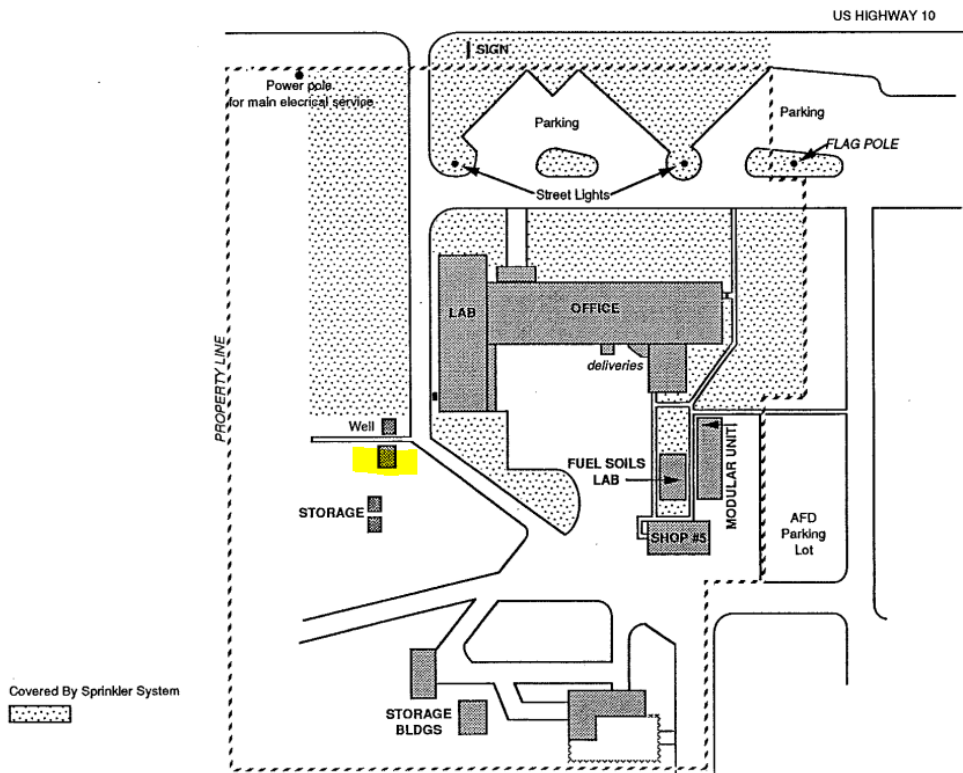 US HIGHWAY 10
SIGN
Power pole
for main elecrical service
Parking
Parking
FLAG POLE
Street Lights
LAB
OFFICE
deliveries
PROPERTY LINE
Well
FUEL SOILS
LAB
MODULAR UNIT
STORAGE
SHOP #5
AFD
Parking
Lot
Covered By Sprinkler System
STORAGE
BLDGS